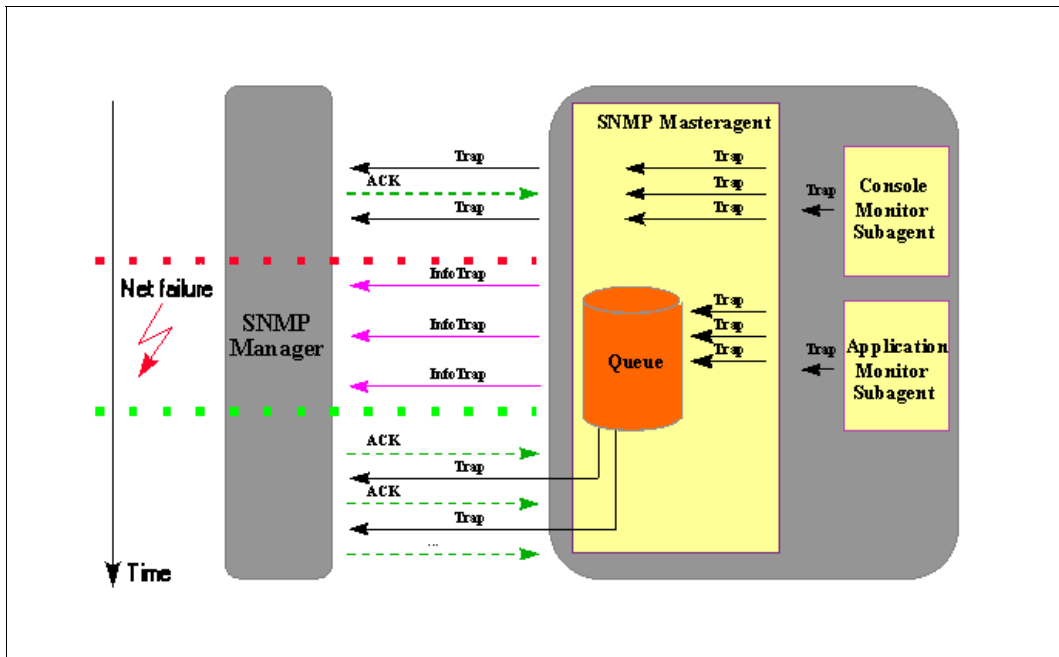 SNMP Masteragent
Trap
Trap
ACK
Trap
Trap
Trap
Trap
Trap
Console
Monitor
Subagent
InfoTrap
Net failure
InfoTrap
SNMP
Manager
InfoTrap
Trap
Trap
Trap
Queue
Trap
Application
Monitor
Subagent
ACK
Trap
ACK
Trap
...
Time